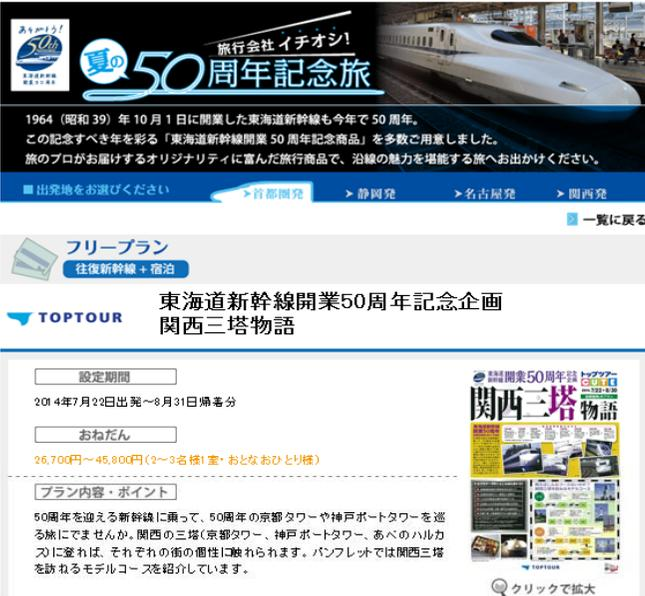 ありがとう!
50th
東海道新幹線
開業50周年
旅行会社 イチオシ!
夏の50周年記念旅
1964(昭和39)年10月1日に開業した東海道新幹線も今年で50周年。
この記念すべき年を彩る「東海道新幹線開業50周年記念商品」を多数ご用意しました。
旅のプロがお届けするオリジナリティに富んだ旅行商品で、沿線の魅力を堪能する旅へお出かけください。
■出発地をお選びください
首都圏発
静岡発
名古屋発
関西発
一覧に戻る
フリープラン
往復新幹線+宿泊
TOPTOUR
東海道新幹線開業50周年記念企画
関西三塔物語
設定期間
2014年7月22日出発~8月31日帰着分
おねだん
26,700円~45,800円(2~3名様1室・おとなおひとり様)
プラン内容・ポイント
50周年を迎える新幹線に乗って、50周年の京都タワーや神戸ポートタワーを巡
る旅にでませんか。関西の三塔(京都タワー、神戸ポートタワー、あべのハルカ
ス)に登れば、それぞれの街の個性に触れられます。パンフレットでは関西三塔
を訪ねるモデルコースを紹介しています。
東海道新幹線 開業50周年記念企画
トップツアー
CUTE
関西三塔物語
TOPTOUR
クリックで拡大